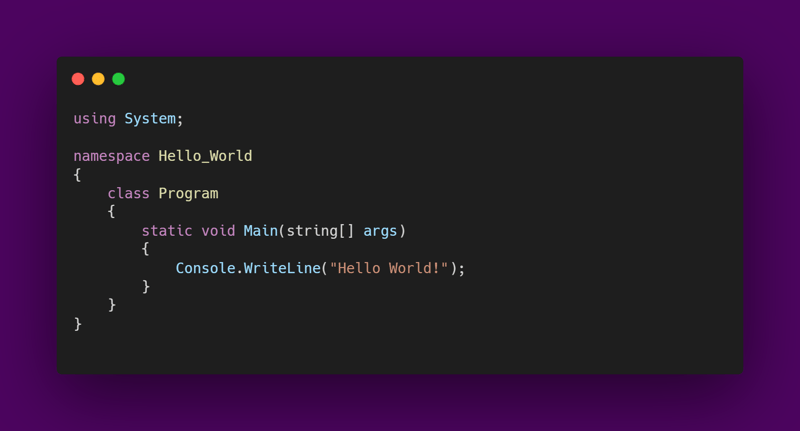 using System;

namespace Hello_World
{
    class Program
    {
        static void Main(string[] args)
        {
            Console.WriteLine("Hello World!");
        }
    }
}